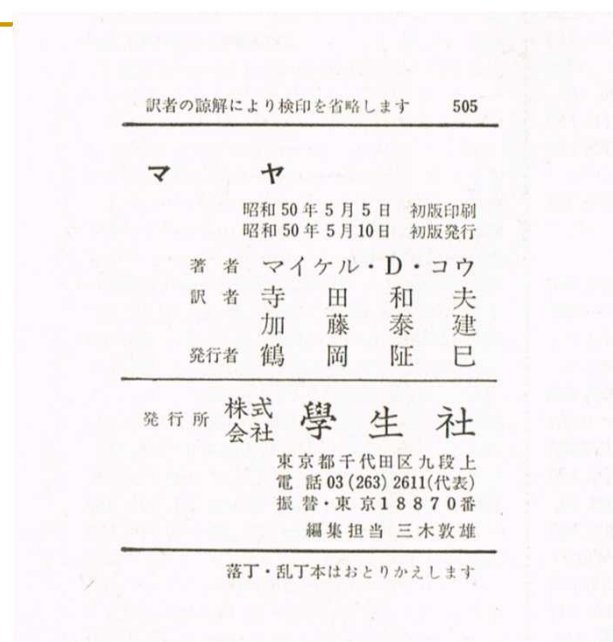 訳者の諒解により検印を省略します 505
マヤ
昭和50年5月5日 初版印刷
昭和50年5月10日 初版発行
著者 マイケル・D・コウ
訳者 寺田和夫
加藤泰建
発行者 鶴岡阷巳
発行所 株式会社 學生社
東京都千代田区九段上
電話 03(263)2611(代表)
振替・東京18870番
編集担当 三木敦雄
落丁・乱丁本はおとりかえします